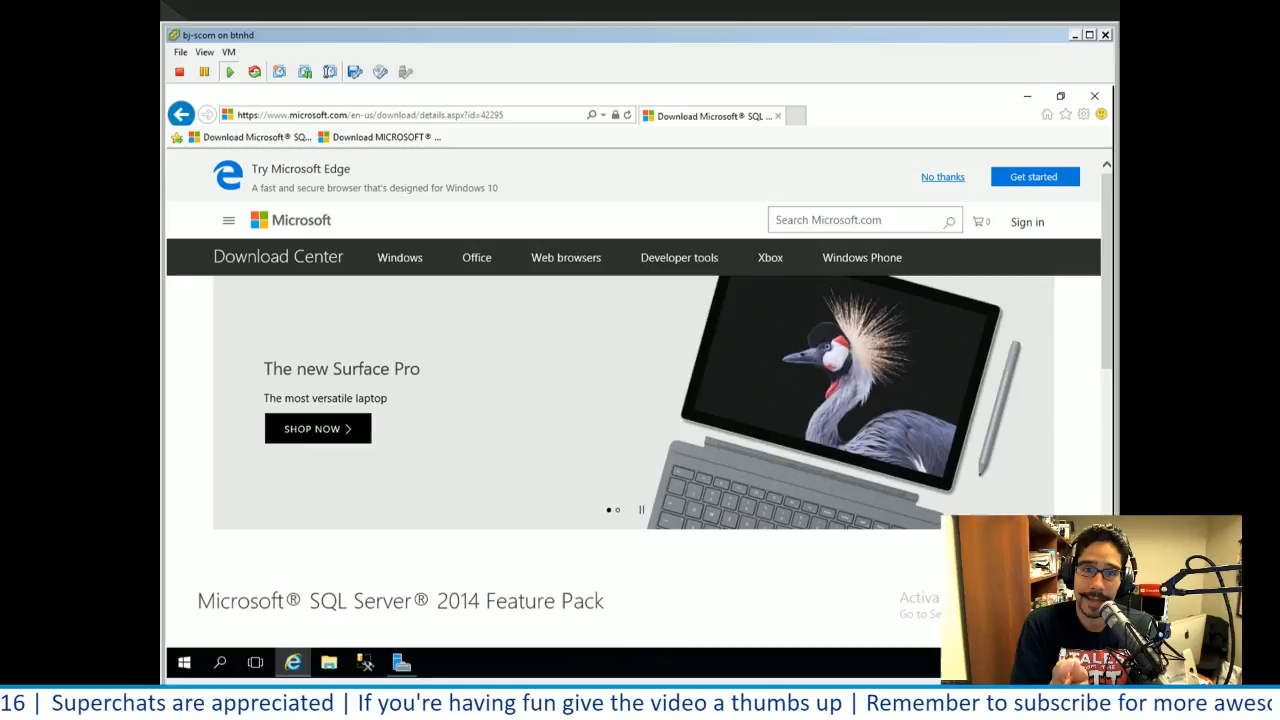 bj-scom on btnhd
File View VM
https://www.microsoft.com/en-us/download/details.aspx?id=42295
Download Microsoft® SQL ...
Download Microsoft® SQ... Download MICROSOFT® ...
Try Microsoft Edge
A fast and secure browser that's designed for Windows 10
No thanks
Get started
Microsoft
Search Microsoft.com
0
Sign in
Download Center Windows Office Web browsers Developer tools Xbox Windows Phone
The new Surface Pro
The most versatile laptop
SHOP NOW
Microsoft® SQL Server® 2014 Feature Pack
Activa
Go to Se
TALES
FROM THE
16 | Superchats are appreciated | If you're having fun give the video a thumbs up | Remember to subscribe for more aweso